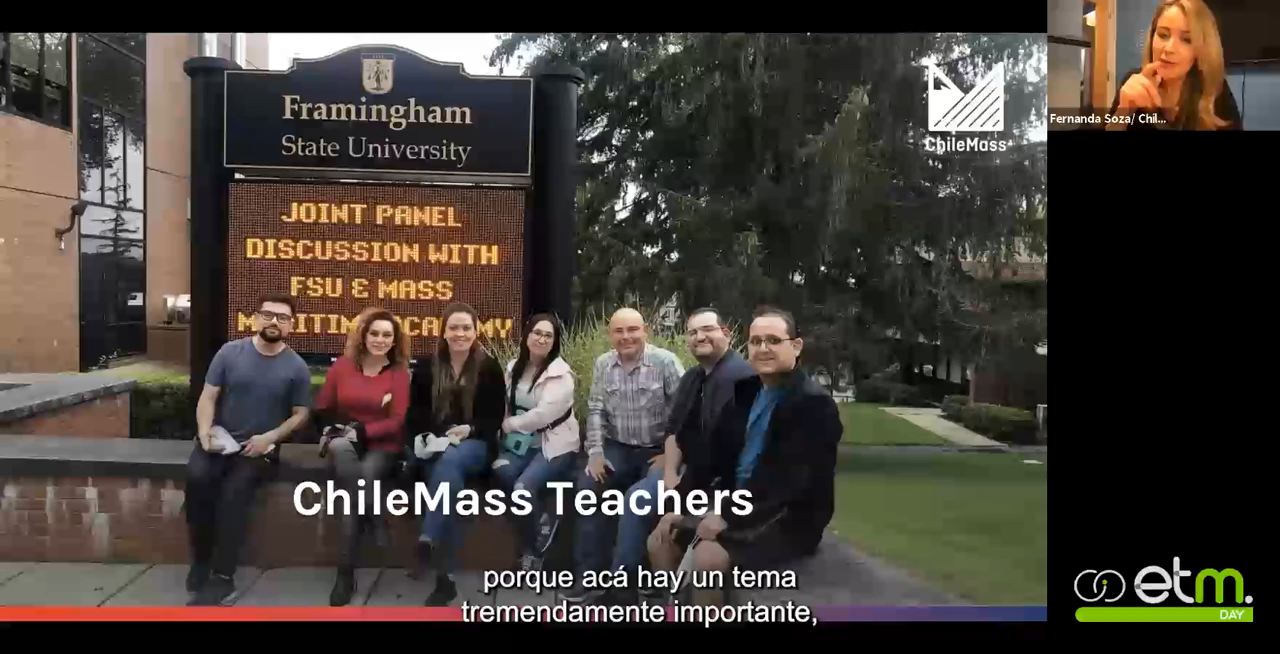 Framingham
State University
JOINT PANEL
DISCUSSION WITH
FSU & MASS
ChileMass
Fernanda Soza/ Chil...
ChileMass Teachers
porque acá hay un tema
tremendamente importante,
etm.
DAY